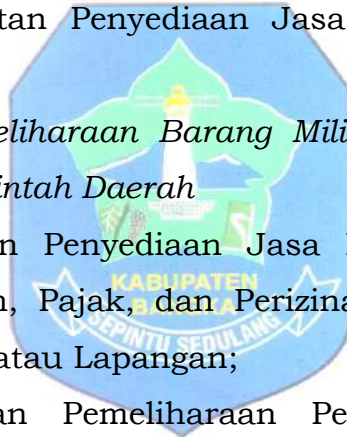 tan Penyediaan Jasa
eliharaan Barang Mili
intah Daerah
n Penyediaan Jasa
KABUPATEN
BANGKA
n, Pajak, dan Perizina
SEPINTU SEDULANG
atau Lapangan;
an Pemeliharaan Pe